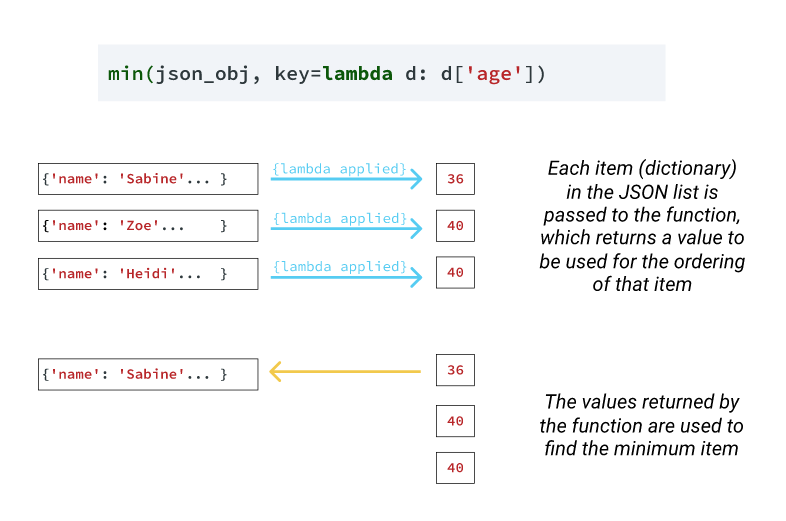 min(json_obj, key=lambda d: d['age'])
{'name': 'Sabine'... }
{lambda applied}
36
{'name': 'Zoe'...    }
{lambda applied}
40
{'name': 'Heidi'...  }
{lambda applied}
40
Each item (dictionary)
in the JSON list is
passed to the function,
which returns a value to
be used for the ordering
of that item
{'name': 'Sabine'... }
36
40
40
The values returned by
the function are used to
find the minimum item